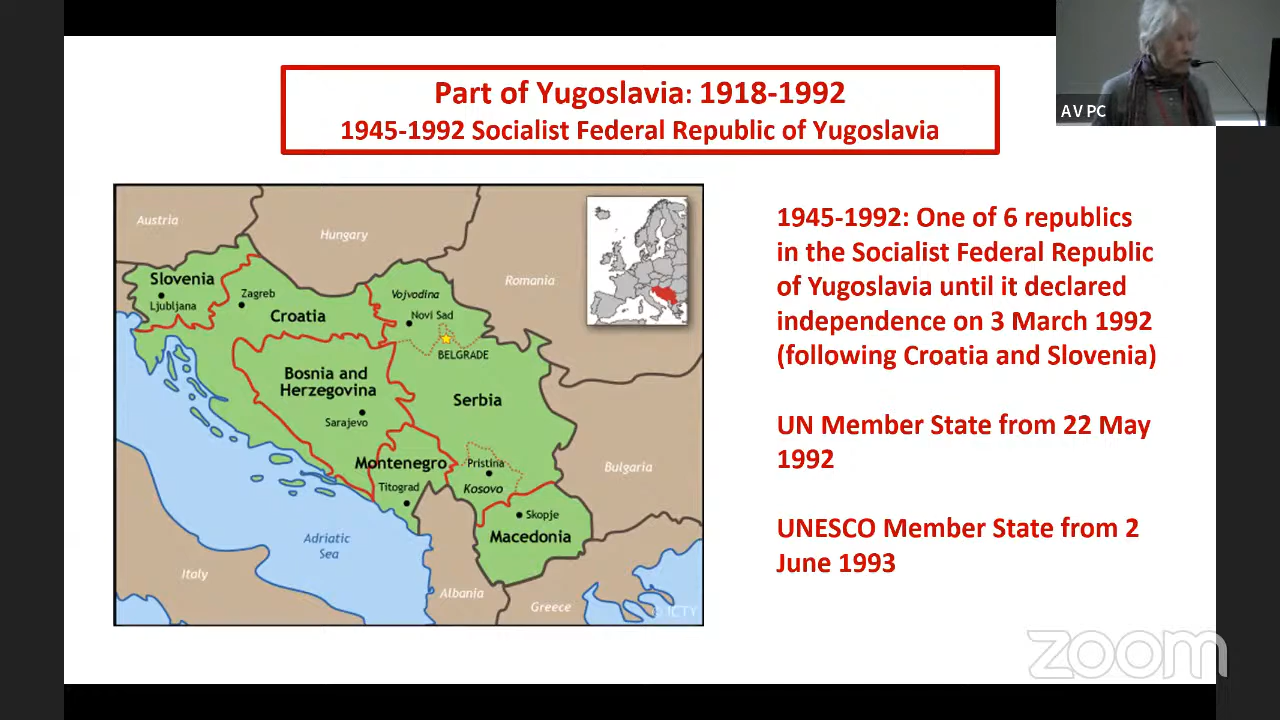 Part of Yugoslavia: 1918-1992
1945-1992 Socialist Federal Republic of Yugoslavia
AV PC
1945-1992: One of 6 republics
in the Socialist Federal Republic
of Yugoslavia until it declared
independence on 3 March 1992
(following Croatia and Slovenia)
UN Member State from 22 May
1992
UNESCO Member State from 2
June 1993
Austria
Hungary
Romania
Slovenia
Ljubljana
Zagreb
Croatia
Vojvodina
Novi Sad
BELGRADE
Bosnia and
Herzegovina
Sarajevo
Serbia
Montenegro
Titograd
Pristina
Kosovo
Bulgaria
Skopje
Macedonia
Adriatic
Sea
Italy
Albania
Greece
© ICTY
zoom